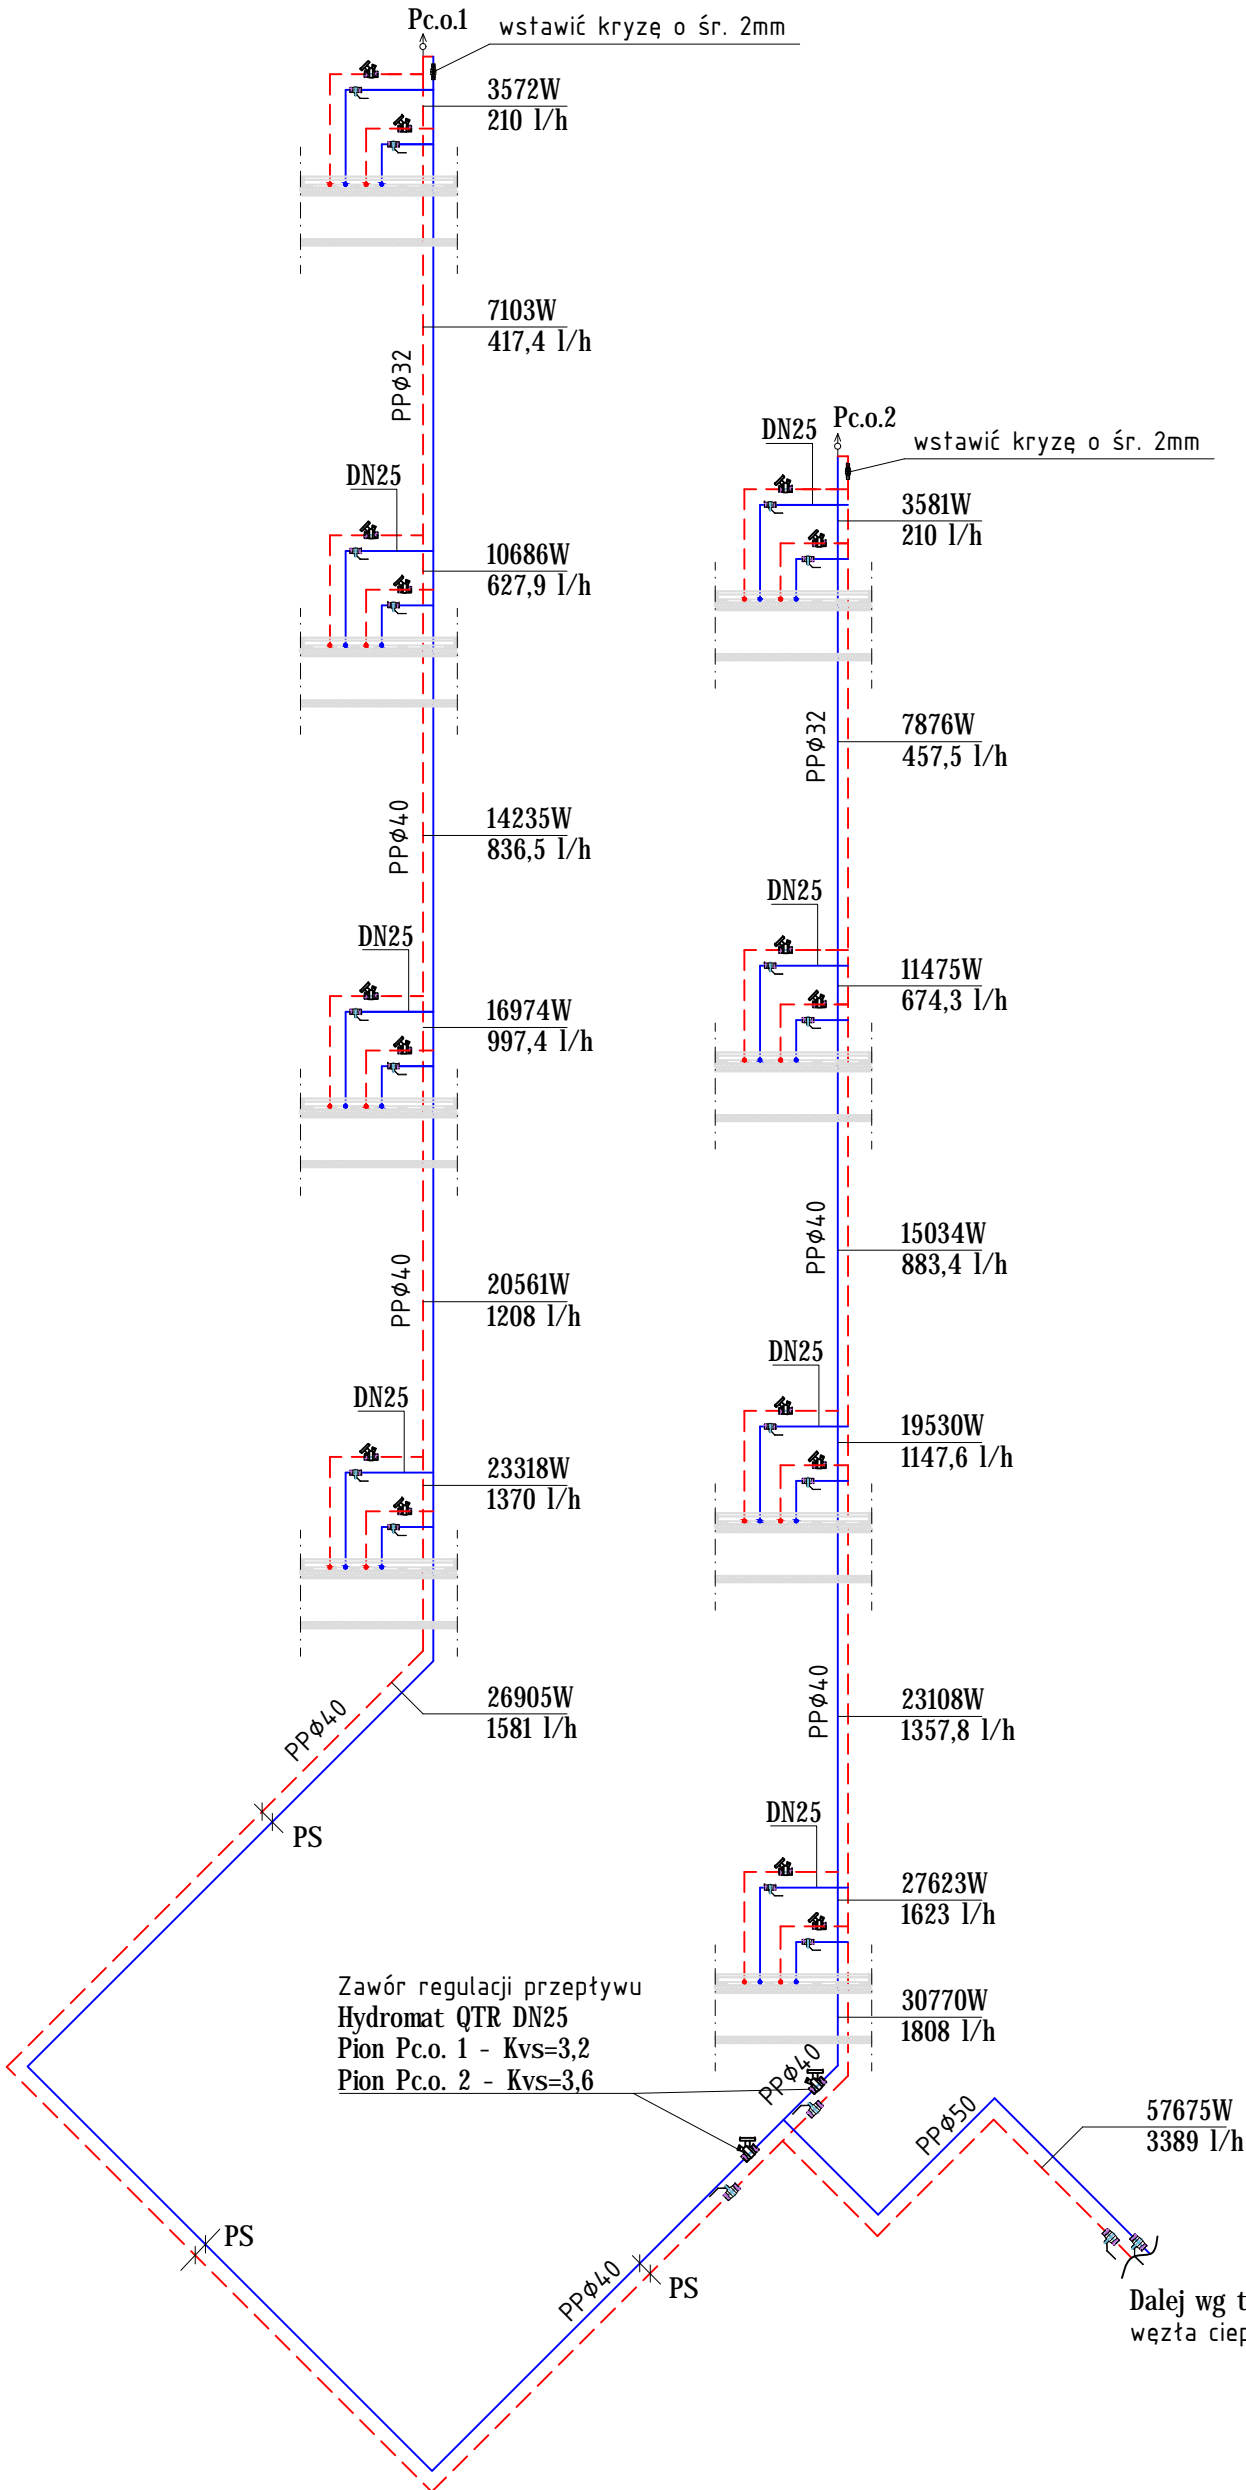 Pc.o.1
wstawić kryzę o śr. 2mm
3572W
210 l/h
7103W
417,4 l/h
PPϕ32
DN25
10686W
627,9 l/h
PPϕ40
14235W
836,5 l/h
DN25
16974W
997,4 l/h
PPϕ40
20561W
1208 l/h
DN25
23318W
1370 l/h
26905W
1581 l/h
PPϕ40
PS
Pc.o.2
DN25
wstawić kryzę o śr. 2mm
3581W
210 l/h
PPϕ32
7876W
457,5 l/h
DN25
11475W
674,3 l/h
PPϕ40
15034W
883,4 l/h
DN25
19530W
1147,6 l/h
PPϕ40
23108W
1357,8 l/h
DN25
27623W
1623 l/h
30770W
1808 l/h
Zawór regulacji przepływu
Hydromat QTR DN25
Pion Pc.o. 1 - Kvs=3,2
Pion Pc.o. 2 - Kvs=3,6
PPϕ40
PPϕ50
57675W
3389 l/h
PS
PPϕ40
PS
Dalej wg t
węzła ciep